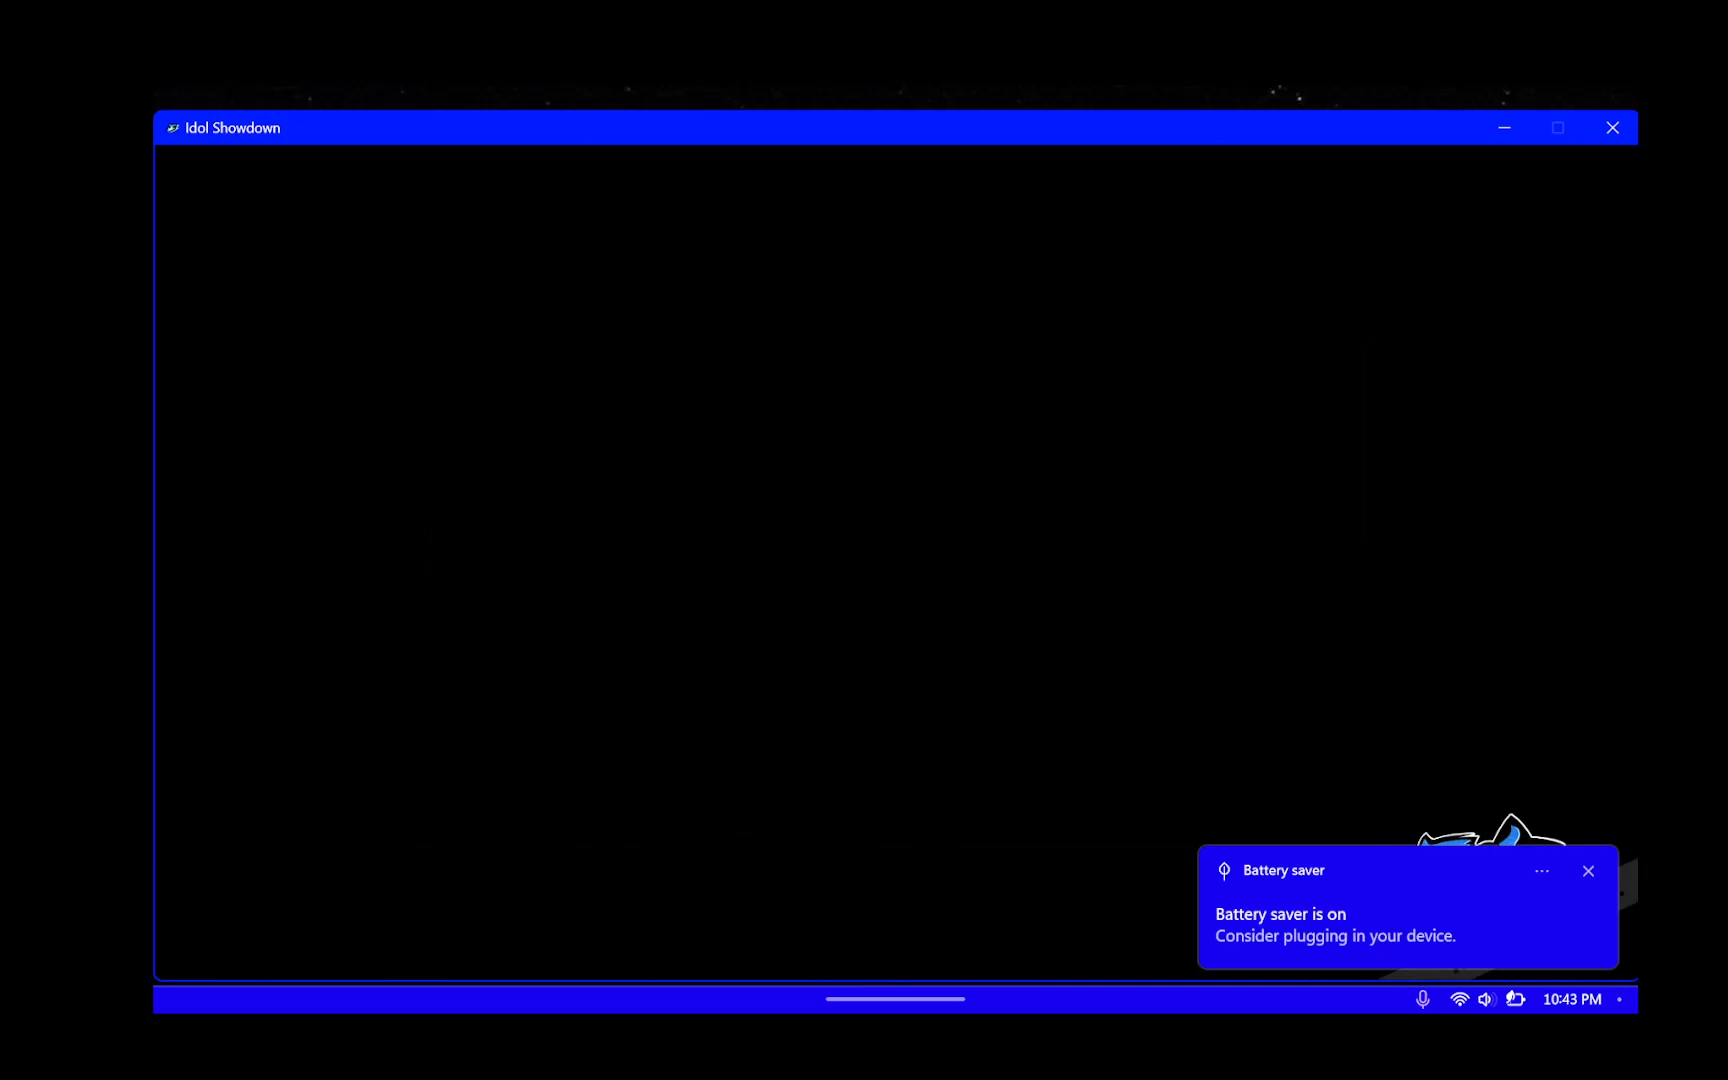 Idol Showdown
Battery saver
Battery saver is on
Consider plugging in your device.
10:43 PM